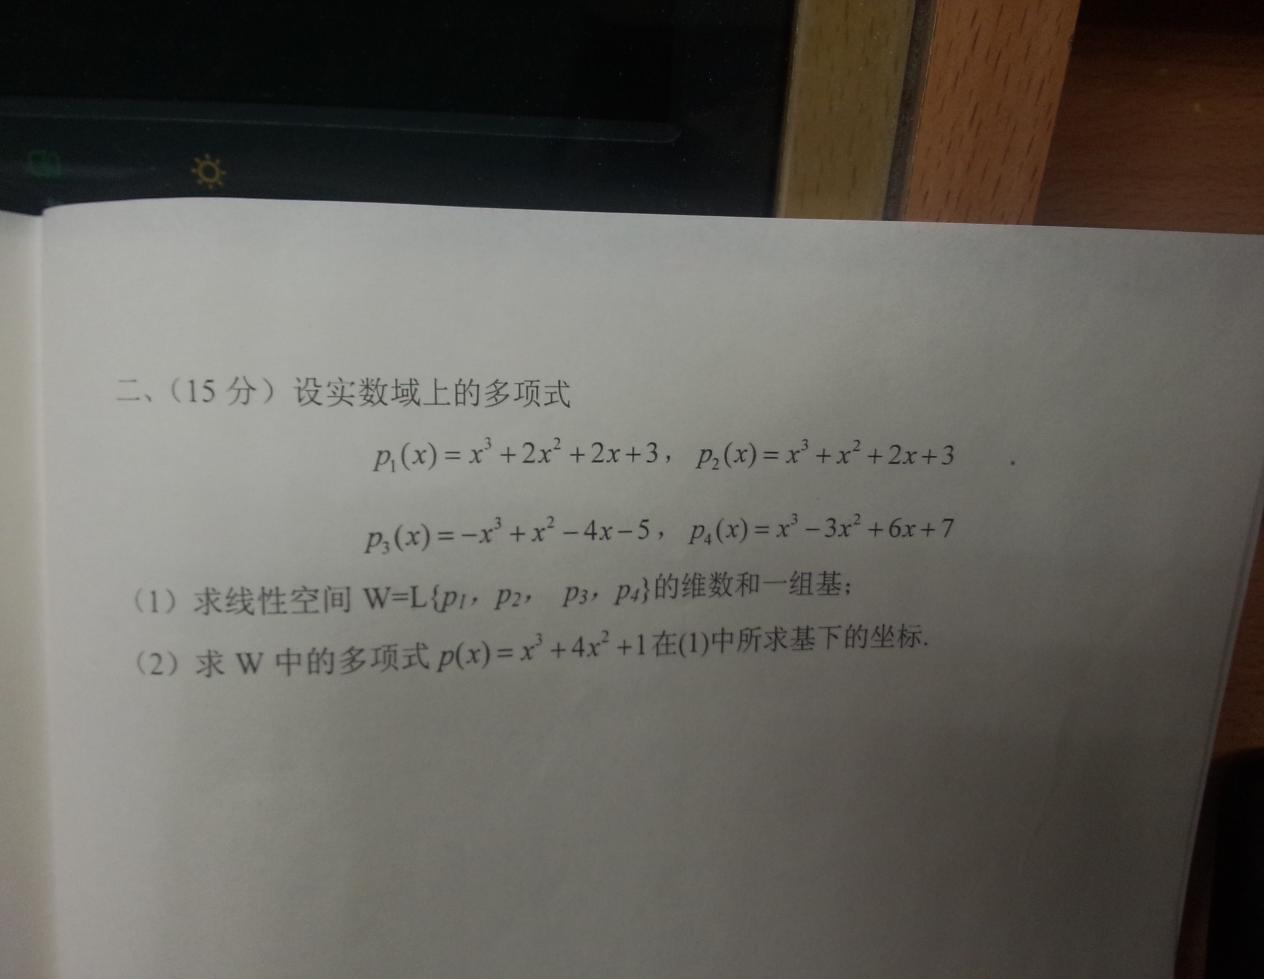 二、（15 分）设实数域上的多项式
p₁(x) = x³ + 2x² + 2x + 3， p₂(x) = x³ + x² + 2x + 3 .
p₃(x) = −x³ + x² − 4x − 5， p₄(x) = x³ − 3x² + 6x + 7
（1）求线性空间 W=L{p₁，p₂， p₃，p₄}的维数和一组基；
（2）求 W 中的多项式 p(x) = x³ + 4x² + 1 在(1)中所求基下的坐标.